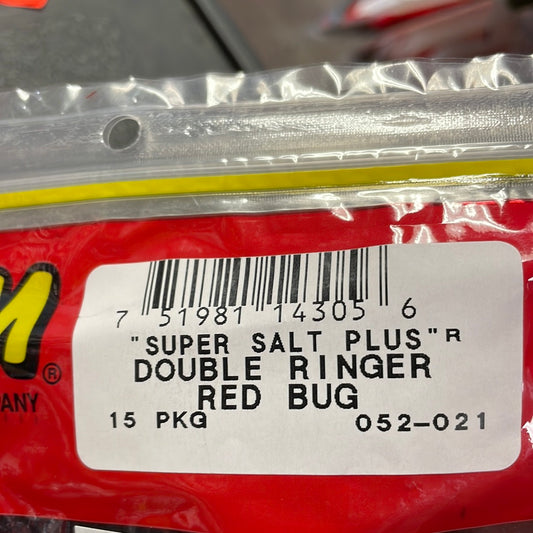 7 51981 14305 6
"SUPER SALT PLUS"R
DOUBLE RINGER
RED BUG
15 PKG 052-021
®